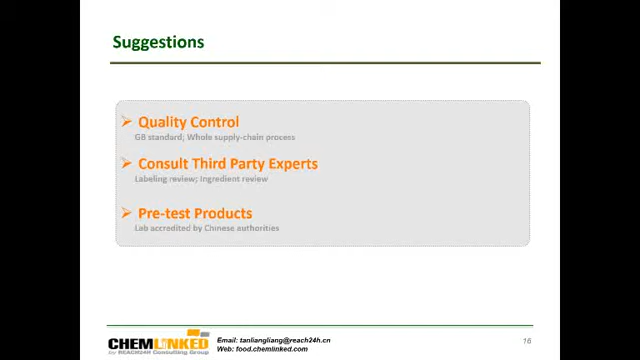 Suggestions
Quality Control
GB standard; Whole supply-chain process
Consult Third Party Experts
Labeling review; Ingredient review
Pre-test Products
Lab accredited by Chinese authorities
CHEMLINKED
by REACH24H Consulting Group
Email: tanliangliang@reach24h.cn
Web: food.chemlinked.com
16